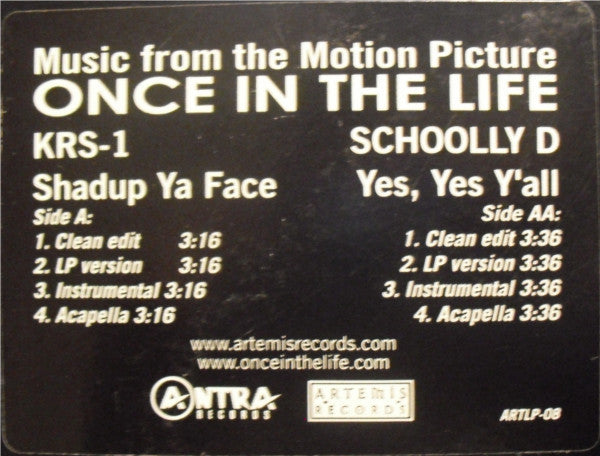 Music from the Motion Picture
ONCE IN THE LIFE
KRS-1
Shadup Ya Face
Side A:
1. Clean edit 3:16
2. LP version 3:16
3. Instrumental 3:16
4. Acapella 3:16
SCHOOLLY D
Yes, Yes Y'all
Side AA:
1. Clean edit 3:36
2. LP version 3:36
3. Instrumental 3:36
4. Acapella 3:36
www.artemisrecords.com
www.onceinthelife.com
ANTRA
RECORDS
ARTEMIS
RECORDS
ARTLP-08